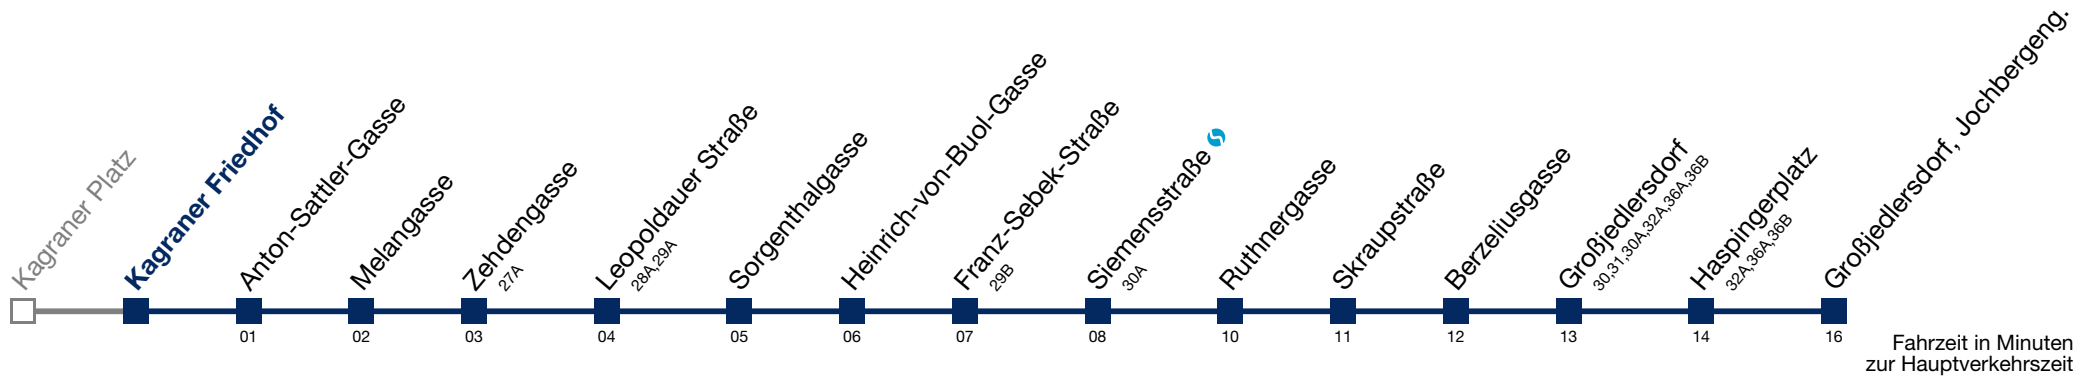 Kagraner Platz
Kagraner Friedhof
Anton-Sattler-Gasse
Melangasse
Zehdengasse
27A
Leopoldauer Straße
28A,29A
Sorgenthalgasse
Heinrich-von-Buol-Gasse
Franz-Sebek-Straße
29B
Siemensstraße
30A
Ruthnergasse
Skraupstraße
Berzeliusgasse
Großjedlersdorf
30,31,30A,32A,36A,36B
Haspingerplatz
32A,36A,36B
Großjedlersdorf, Jochbergeng.
01 02 03 04 05 06 07 08 10 11 12 13 14 16
Fahrzeit in Minuten
zur Hauptverkehrszeit